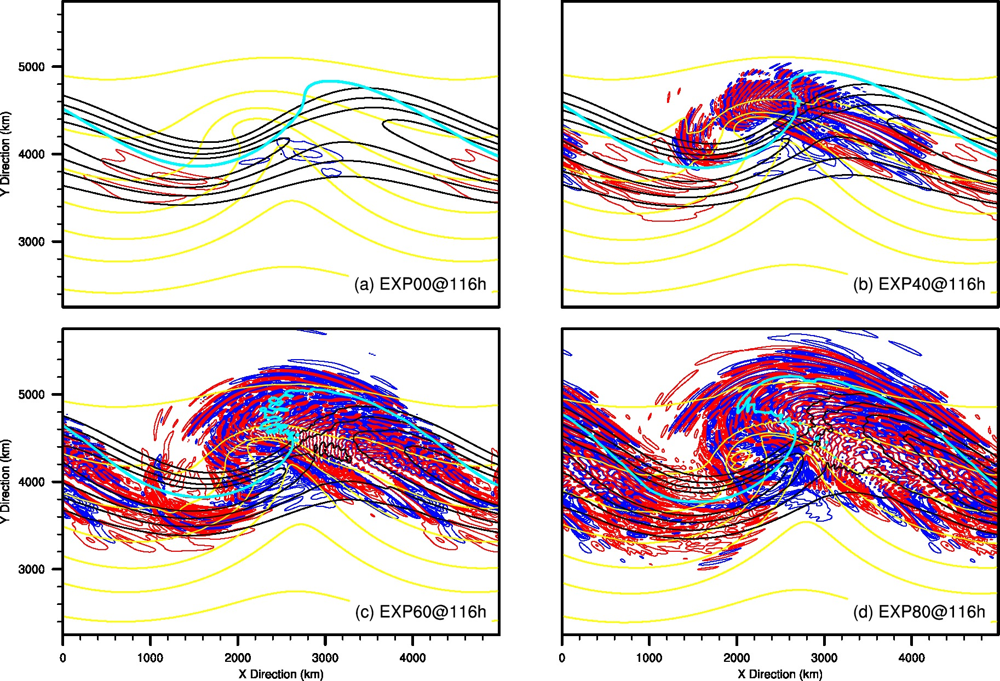 Y Direction (km)
5000
4000
3000
(a) EXP00@116h
(b) EXP40@116h
Y Direction (km)
5000
4000
3000
(c) EXP60@116h
(d) EXP80@116h
0 1000 2000 3000 4000
0 1000 2000 3000 4000
X Direction (km)
X Direction (km)